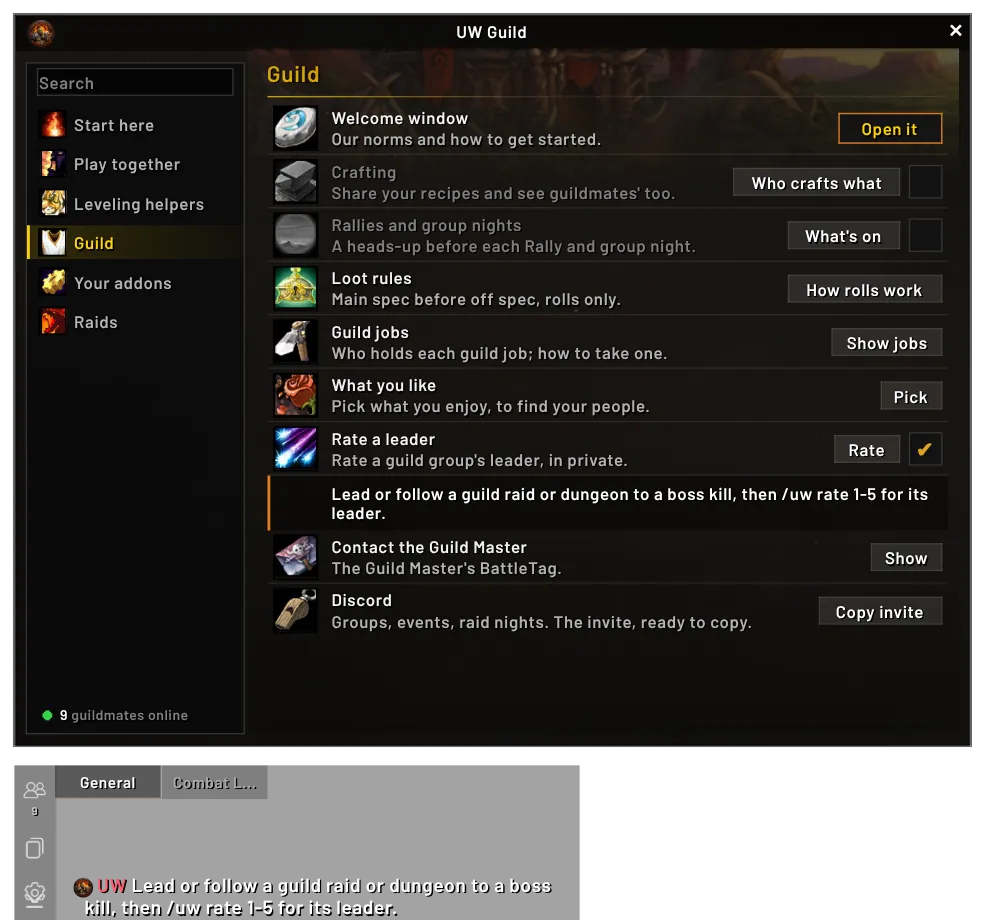 UW Guild
Search
Start here
Play together
Leveling helpers
Guild
Your addons
Raids
9 guildmates online
Guild
Welcome window
Our norms and how to get started.
Open it
Crafting
Share your recipes and see guildmates' too.
Who crafts what
Rallies and group nights
A heads-up before each Rally and group night.
What's on
Loot rules
Main spec before off spec, rolls only.
How rolls work
Guild jobs
Who holds each guild job; how to take one.
Show jobs
What you like
Pick what you enjoy, to find your people.
Pick
Rate a leader
Rate a guild group's leader, in private.
Rate
Lead or follow a guild raid or dungeon to a boss kill, then /uw rate 1-5 for its
leader.
Contact the Guild Master
The Guild Master's BattleTag.
Show
Discord
Groups, events, raid nights. The invite, ready to copy.
Copy invite
General
Combat L...
9
UW Lead or follow a guild raid or dungeon to a boss
kill, then /uw rate 1-5 for its leader.